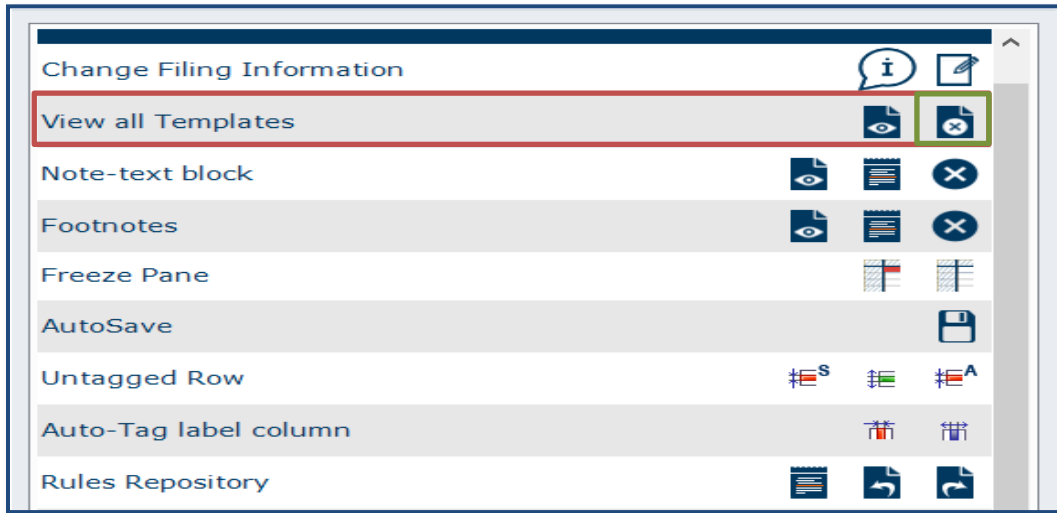 Change Filing Information i
View all Templates
Note-text block
Footnotes
Freeze Pane
AutoSave
Untagged Row S A
Auto-Tag label column
Rules Repository